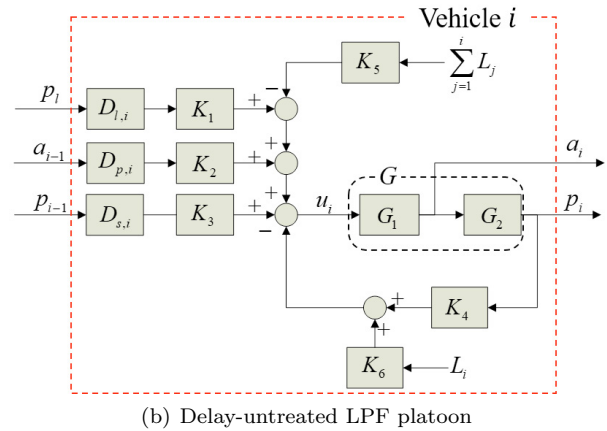 Vehicle i
K_5
\sum_{j=1}^{i} L_j
−
p_l
D_{l,i}
K_1
+
a_{i-1}
D_{p,i}
K_2
+
+
a_i
p_{i-1}
D_{s,i}
K_3
+
+
−
u_i
G
G_1
G_2
p_i
+
K_4
+
K_6
L_i
(b) Delay-untreated LPF platoon